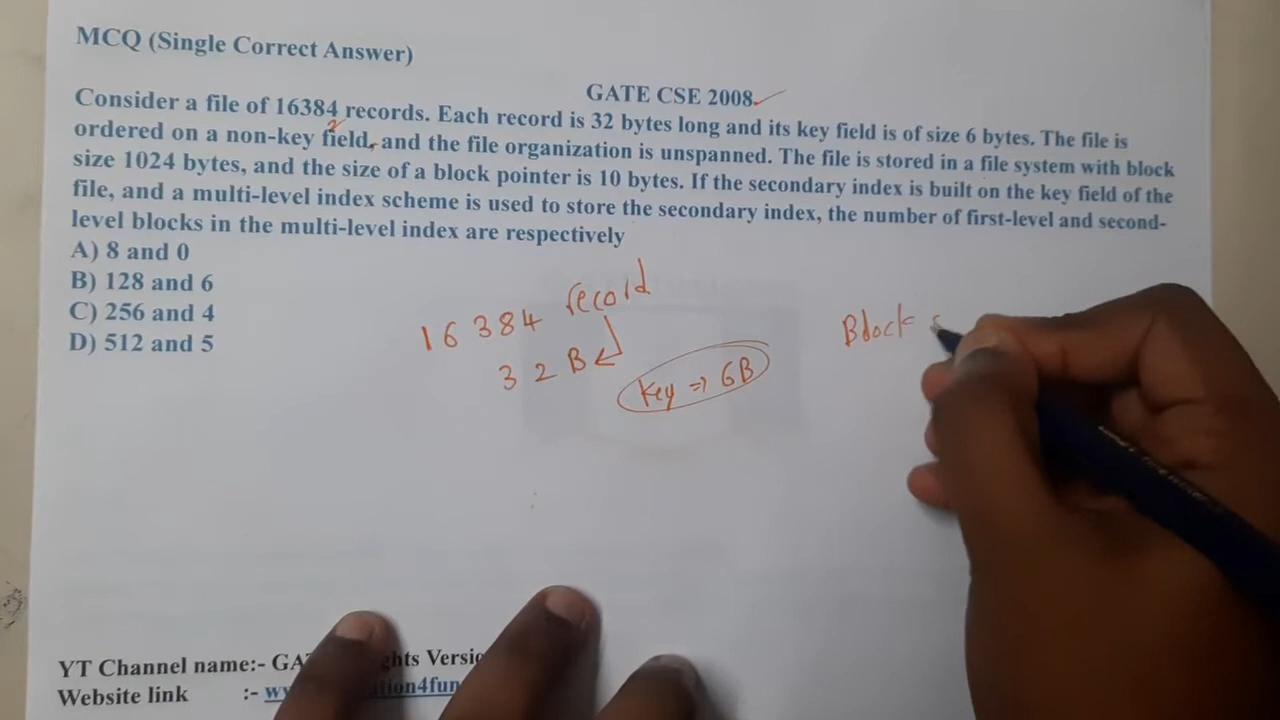 MCQ (Single Correct Answer)
GATE CSE 2008
Consider a file of 16384 records. Each record is 32 bytes long and its key field is of size 6 bytes. The file is
ordered on a non-key field, and the file organization is unspanned. The file is stored in a file system with block
size 1024 bytes, and the size of a block pointer is 10 bytes. If the secondary index is built on the key field of the
file, and a multi-level index scheme is used to store the secondary index, the number of first-level and second-
level blocks in the multi-level index are respectively
A) 8 and 0
B) 128 and 6
C) 256 and 4
D) 512 and 5
16384 record
32 B
key => 6B
Block s
YT Channel name:- GA ghts Versi
Website link :- w ation4fun